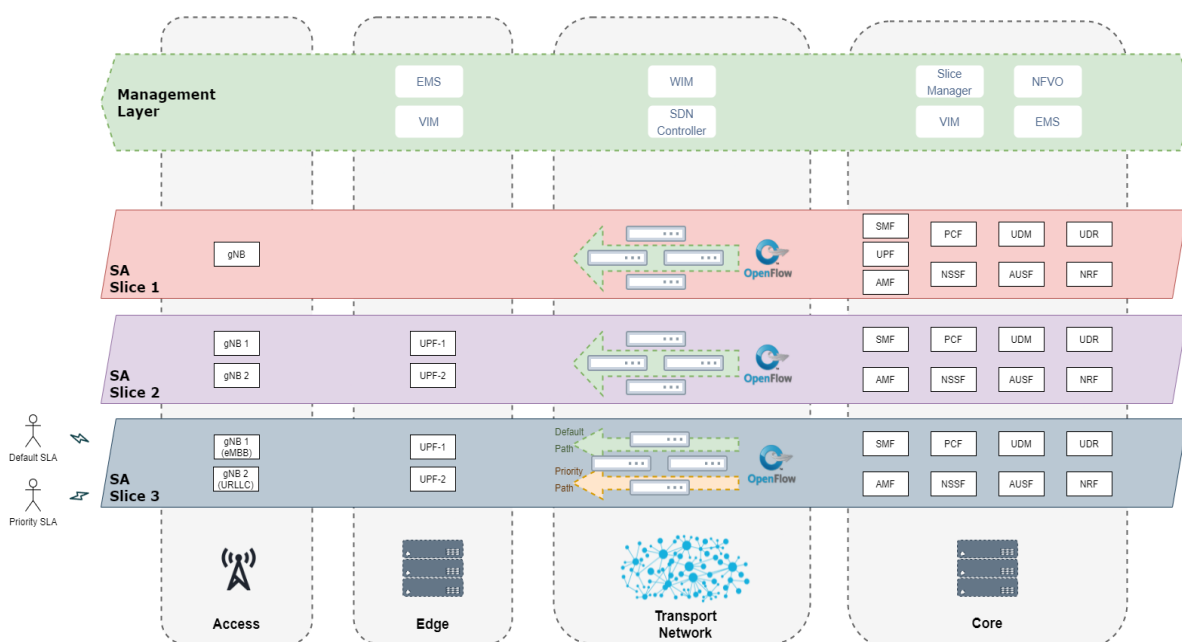 Management
Layer
EMS
VIM
WIM
SDN
Controller
Slice
Manager
NFVO
VIM
EMS
SA
Slice 1
gNB
OpenFlow
SMF
UPF
AMF
PCF
NSSF
UDM
AUSF
UDR
NRF
SA
Slice 2
gNB 1
gNB 2
UPF-1
UPF-2
OpenFlow
SMF
AMF
PCF
NSSF
UDM
AUSF
UDR
NRF
Default SLA
Priority SLA
SA
Slice 3
gNB 1
(eMBB)
gNB 2
(URLLC)
UPF-1
UPF-2
Default
Path
Priority
Path
OpenFlow
SMF
AMF
PCF
NSSF
UDM
AUSF
UDR
NRF
Access
Edge
Transport
Network
Core